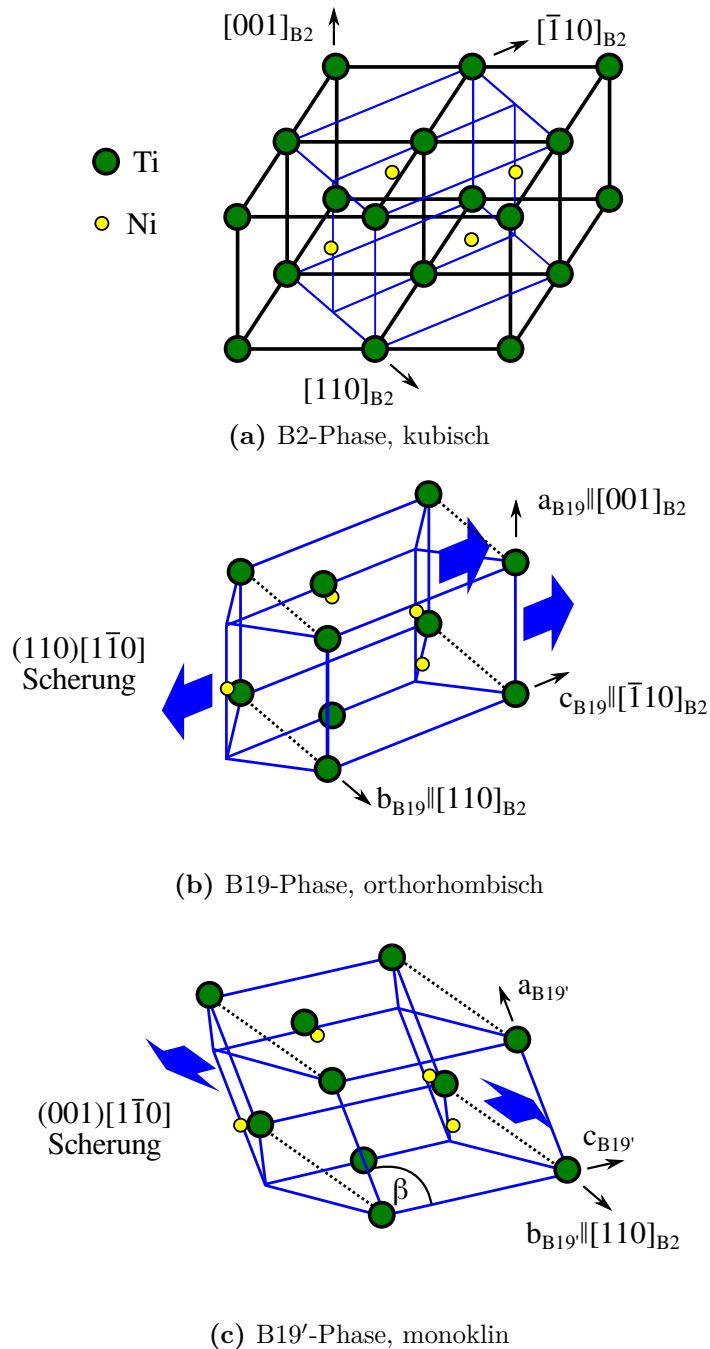 [001]B2
[1̅10]B2
Ti
Ni
[110]B2
(a) B2-Phase, kubisch
aB19||[001]B2
(110)[11̅0]
Scherung
cB19||[1̅10]B2
bB19||[110]B2
(b) B19-Phase, orthorhombisch
aB19'
(001)[11̅0]
Scherung
cB19'
β
bB19'||[110]B2
(c) B19′-Phase, monoklin